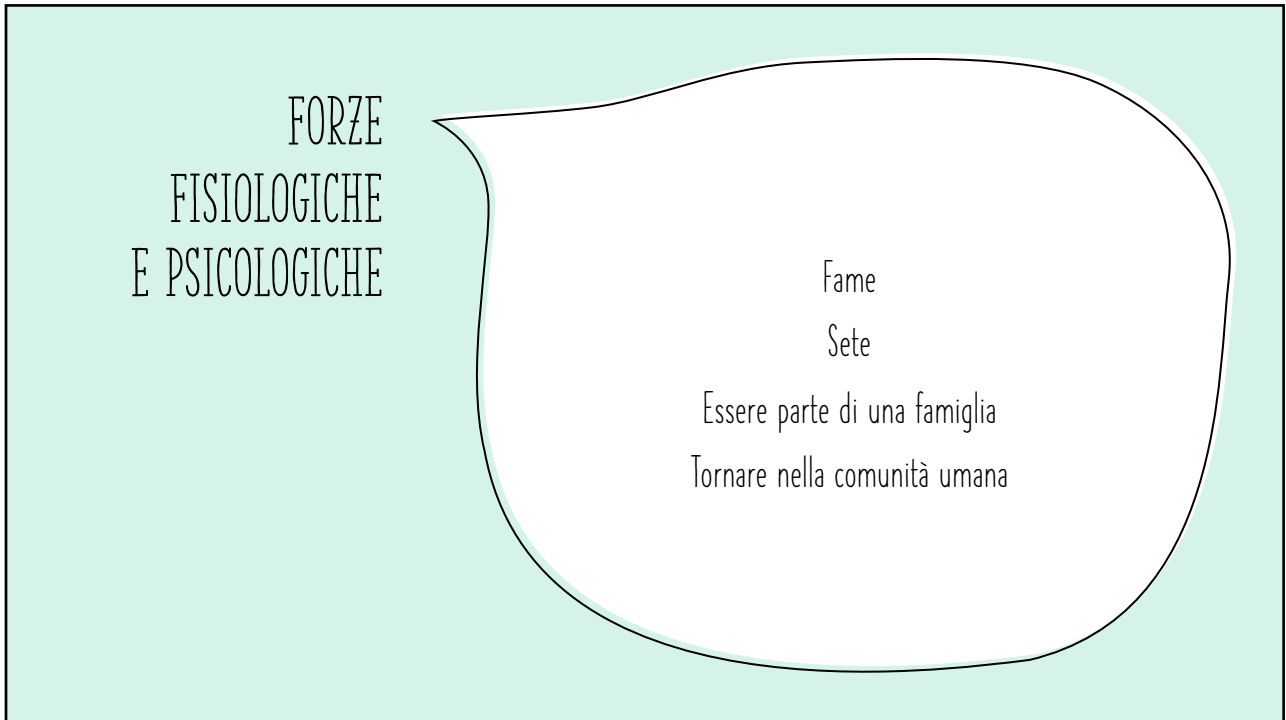 FORZE
FISIOLOGICHE
E PSICOLOGICHE
Fame
Sete
Essere parte di una famiglia
Tornare nella comunità umana